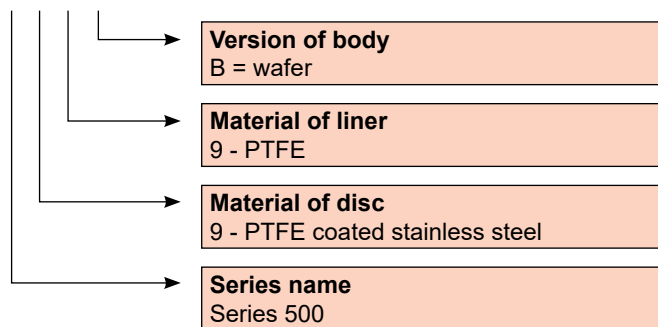 Version of body
B = wafer
Material of liner
9 - PTFE
Material of disc
9 - PTFE coated stainless steel
Series name
Series 500